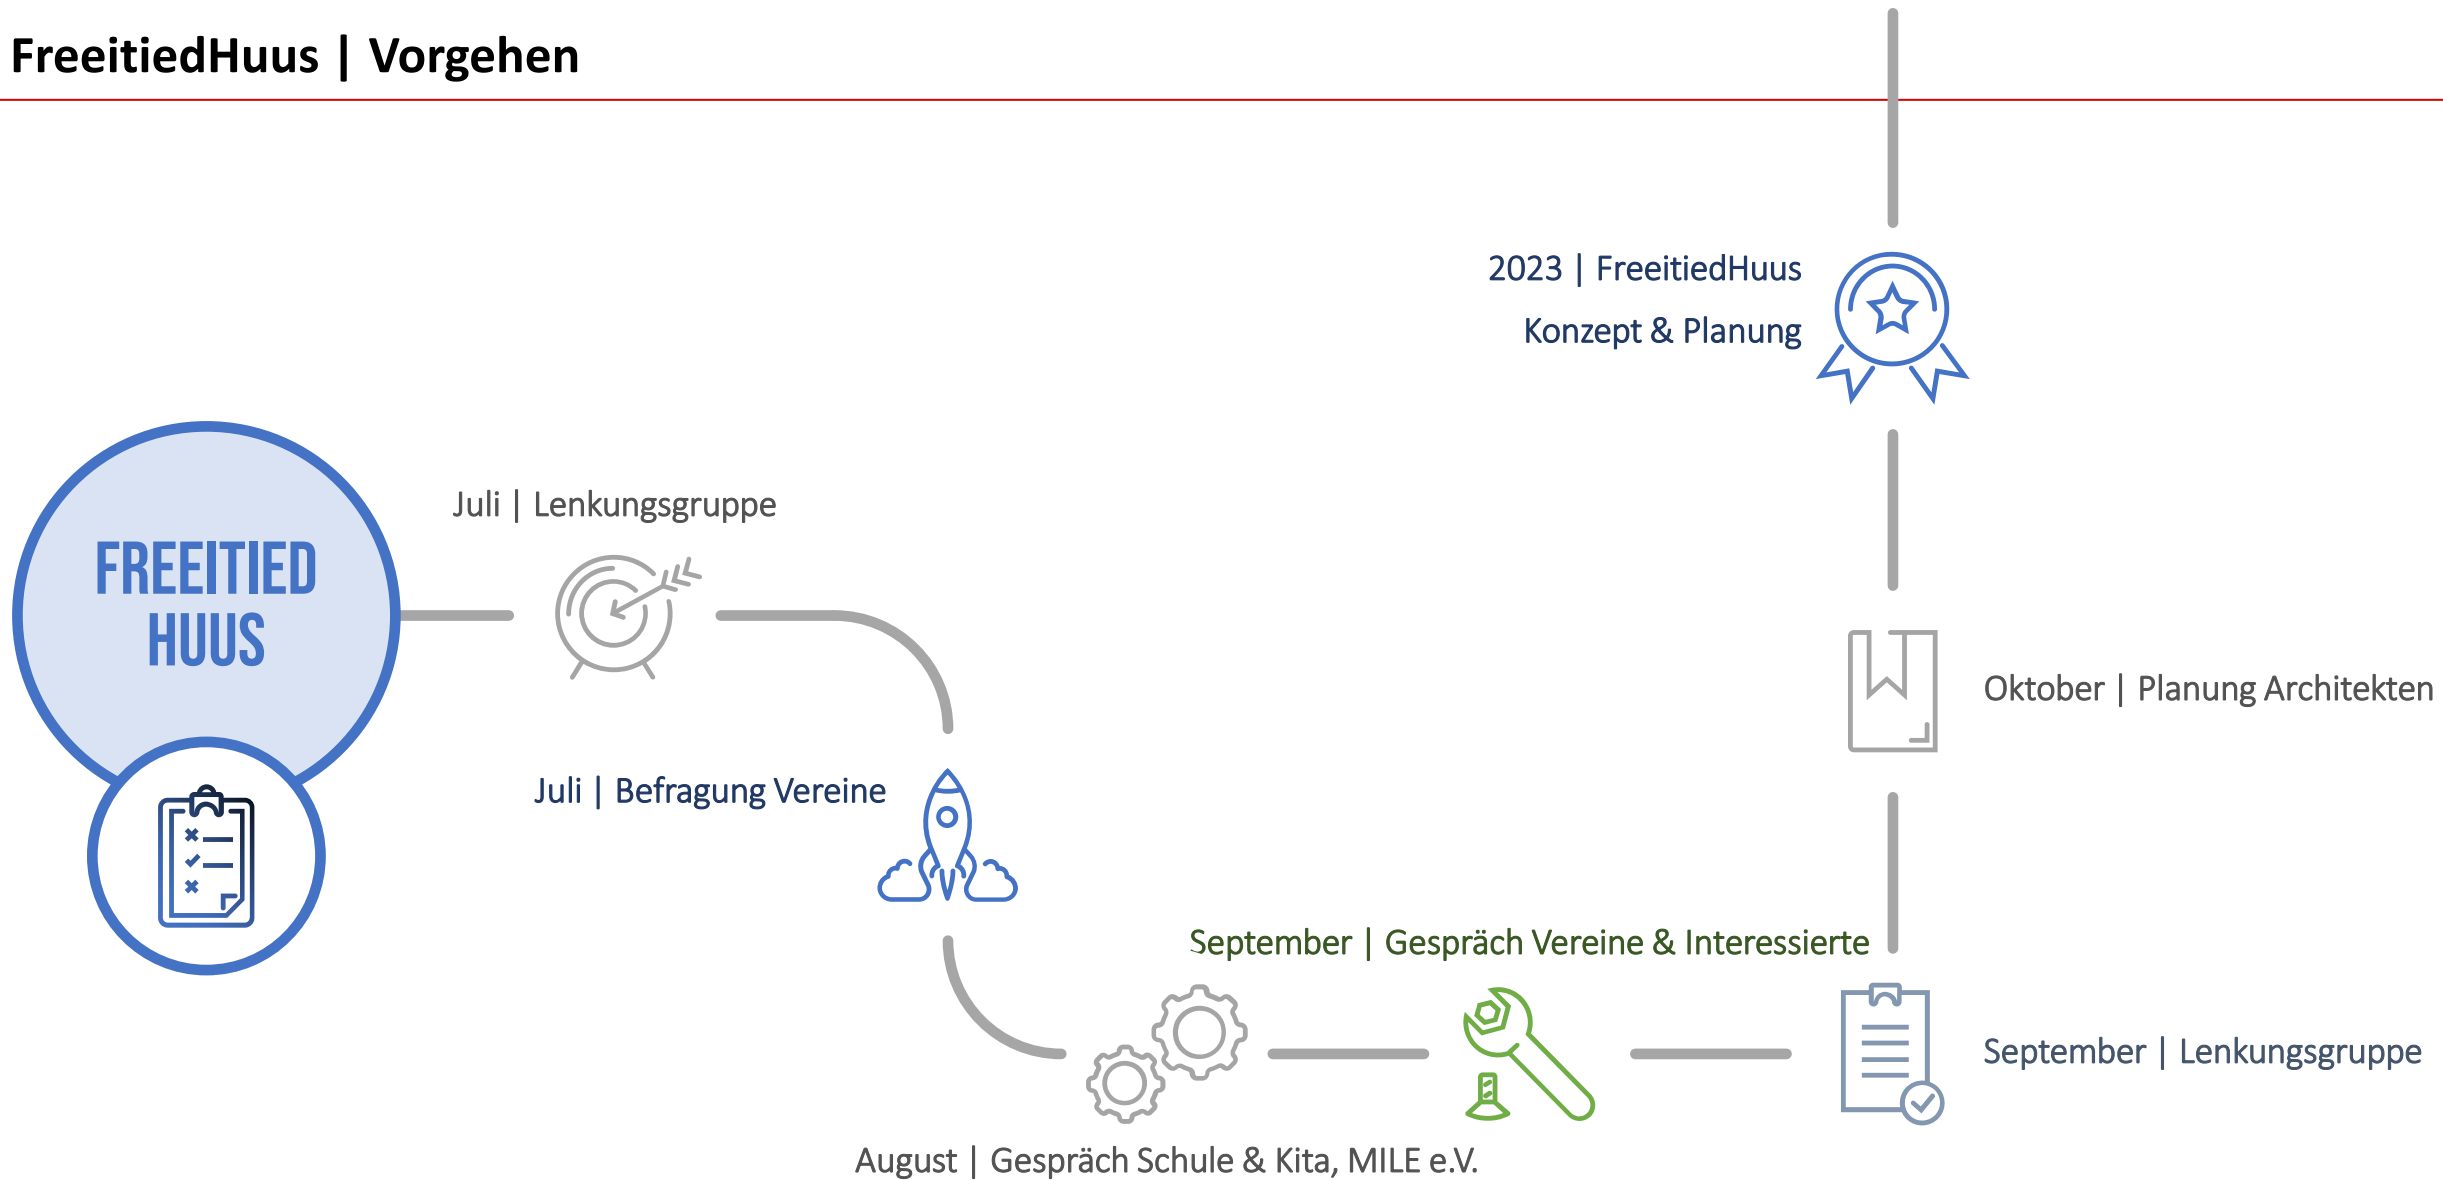 FreeitiedHuus | Vorgehen
FREEITIED
HUUS
Juli | Lenkungsgruppe
Juli | Befragung Vereine
August | Gespräch Schule & Kita, MILE e.V.
September | Gespräch Vereine & Interessierte
September | Lenkungsgruppe
Oktober | Planung Architekten
2023 | FreeitiedHuus
Konzept & Planung